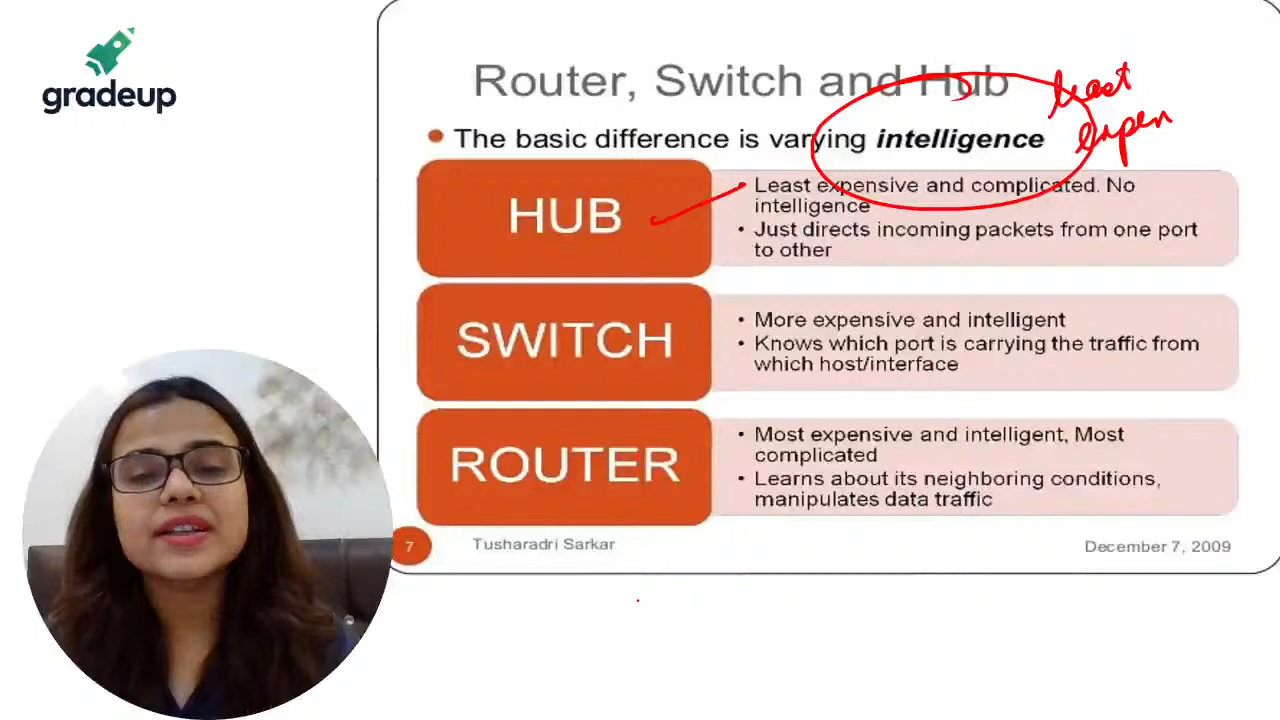 gradeup
Router, Switch and Hub
least
expen
• The basic difference is varying intelligence
HUB
• Least expensive and complicated. No
intelligence
• Just directs incoming packets from one port
to other
SWITCH
• More expensive and intelligent
• Knows which port is carrying the traffic from
which host/interface
ROUTER
• Most expensive and intelligent, Most
complicated
• Learns about its neighboring conditions,
manipulates data traffic
7
Tusharadri Sarkar
December 7, 2009